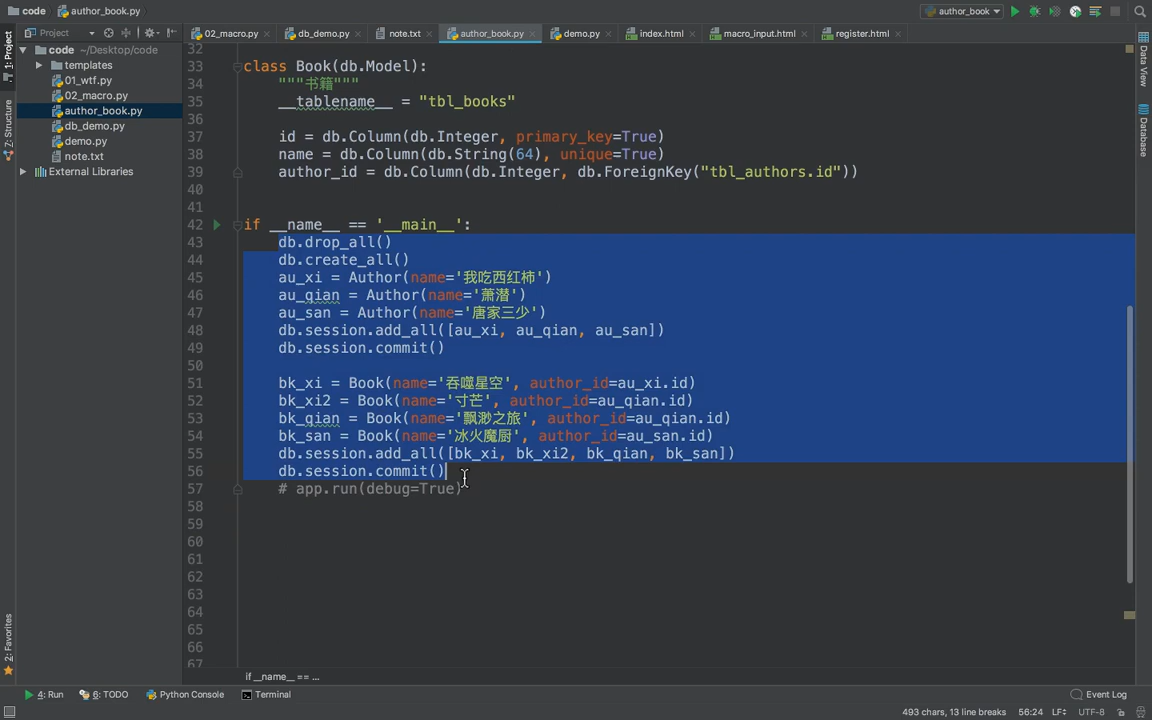 code author_book.py
author_book
Project
02_macro.py db_demo.py note.txt author_book.py demo.py index.html macro_input.html register.html
code ~/Desktop/code
templates
01_wtf.py
02_macro.py
author_book.py
db_demo.py
demo.py
note.txt
External Libraries
1: Project
7: Structure
2: Favorites
Data View
Database
32
33 class Book(db.Model):
34 """书籍"""
35 __tablename__ = "tbl_books"
36
37 id = db.Column(db.Integer, primary_key=True)
38 name = db.Column(db.String(64), unique=True)
39 author_id = db.Column(db.Integer, db.ForeignKey("tbl_authors.id"))
40
41
42 if __name__ == '__main__':
43 db.drop_all()
44 db.create_all()
45 au_xi = Author(name='我吃西红柿')
46 au_qian = Author(name='萧潜')
47 au_san = Author(name='唐家三少')
48 db.session.add_all([au_xi, au_qian, au_san])
49 db.session.commit()
50
51 bk_xi = Book(name='吞噬星空', author_id=au_xi.id)
52 bk_xi2 = Book(name='寸芒', author_id=au_qian.id)
53 bk_qian = Book(name='飘渺之旅', author_id=au_qian.id)
54 bk_san = Book(name='冰火魔厨', author_id=au_san.id)
55 db.session.add_all([bk_xi, bk_xi2, bk_qian, bk_san])
56 db.session.commit()
57 # app.run(debug=True)
58
59
60
61
62
63
64
65
66
67
if __name__ == ...
4: Run 6: TODO Python Console Terminal Event Log
493 chars, 13 line breaks 56:24 LF UTF-8